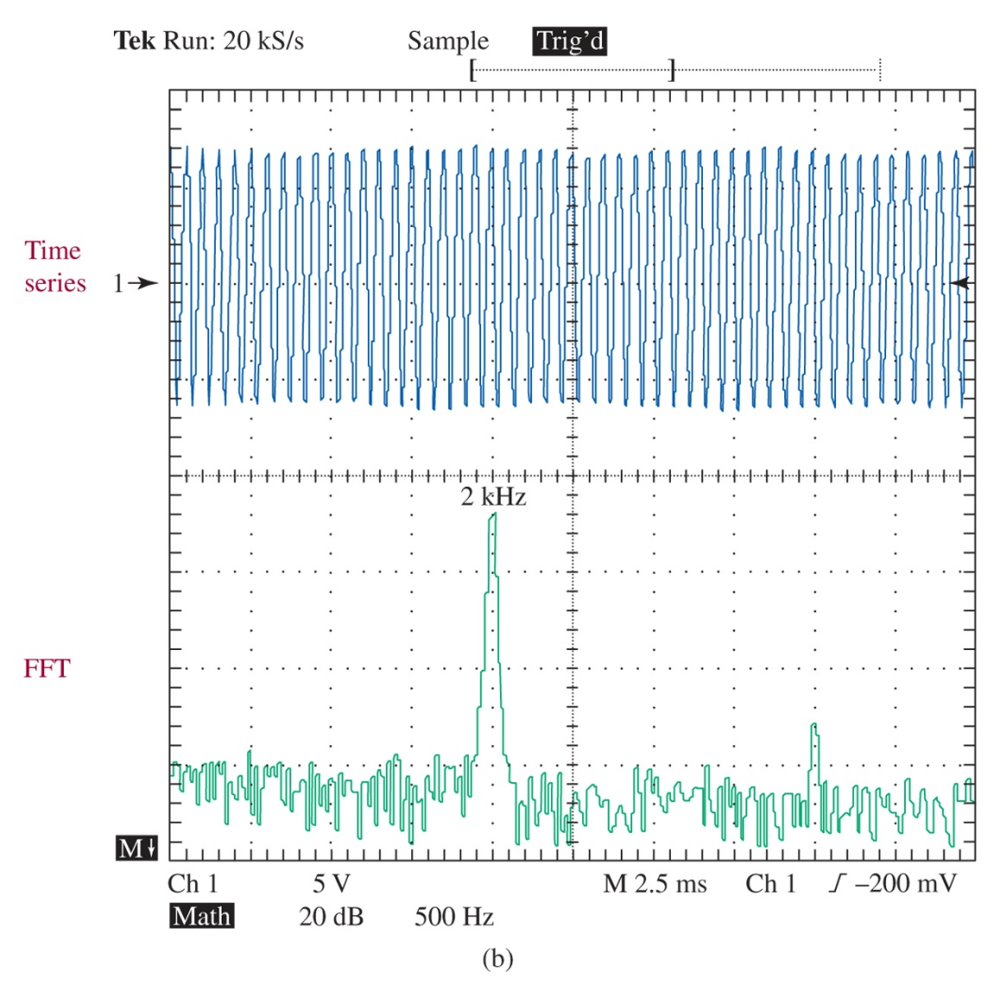 Tek Run: 20 kS/s Sample Trig'd
Time
series
1
2 kHz
FFT
M
Ch 1 5 V M 2.5 ms Ch 1 –200 mV
Math 20 dB 500 Hz
(b)